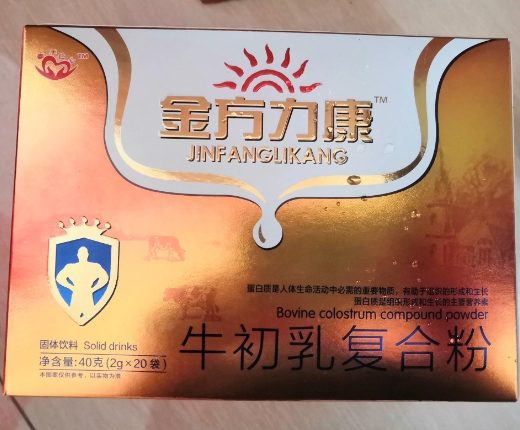 TM
金方力康TM
JINFANGLIKANG
蛋白质是人体生命活动中必需的重要物质，有助于组织的形成和生长
蛋白质是组织形成和生长的主要营养素
Bovine colostrum compound powder
牛初乳复合粉
固体饮料 Solid drinks
净含量:40克(2g×20袋)
本图案仅供参考，以实物为准